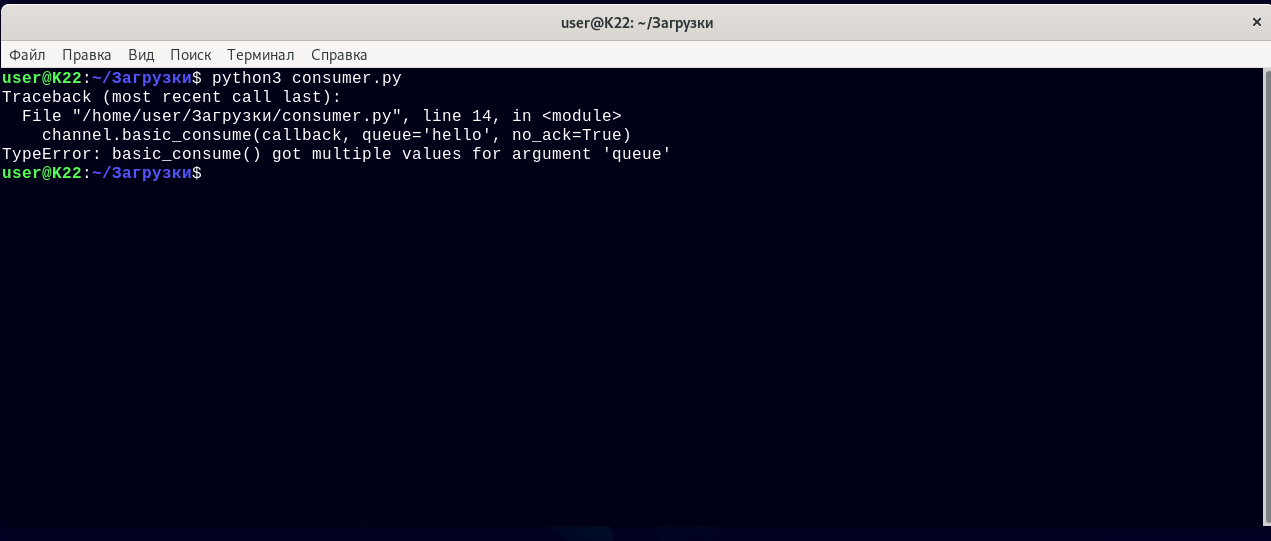 user@K22: ~/Загрузки
Файл Правка Вид Поиск Терминал Справка
user@K22:~/Загрузки$ python3 consumer.py
Traceback (most recent call last):
  File "/home/user/Загрузки/consumer.py", line 14, in <module>
    channel.basic_consume(callback, queue='hello', no_ack=True)
TypeError: basic_consume() got multiple values for argument 'queue'
user@K22:~/Загрузки$